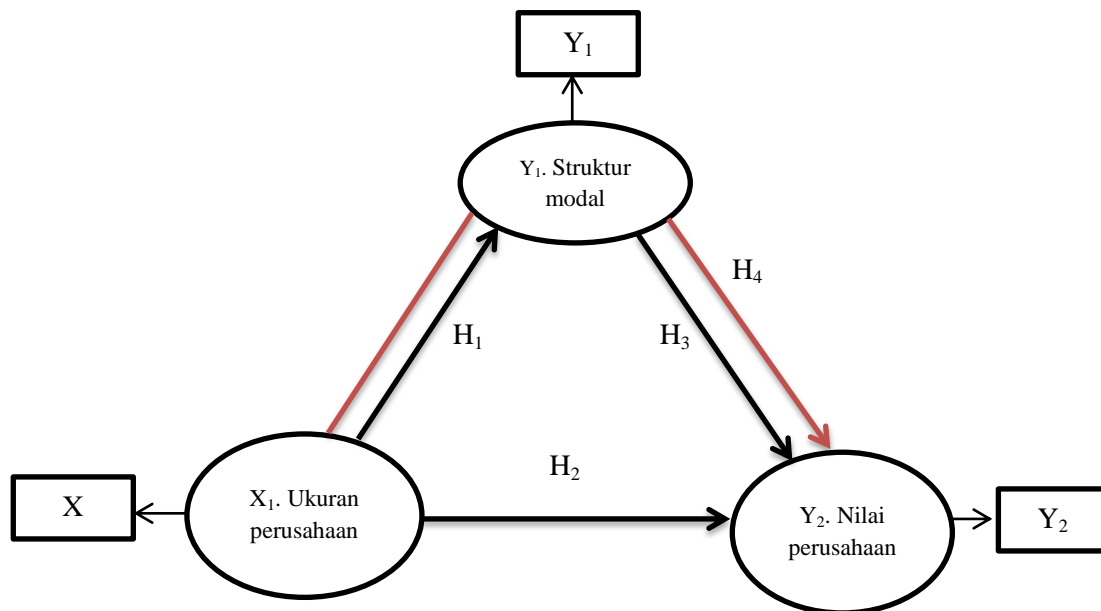 Y₁
Y₁. Struktur
modal
H₄
H₁
H₃
H₂
X₁. Ukuran
perusahaan
X
Y₂. Nilai
perusahaan
Y₂